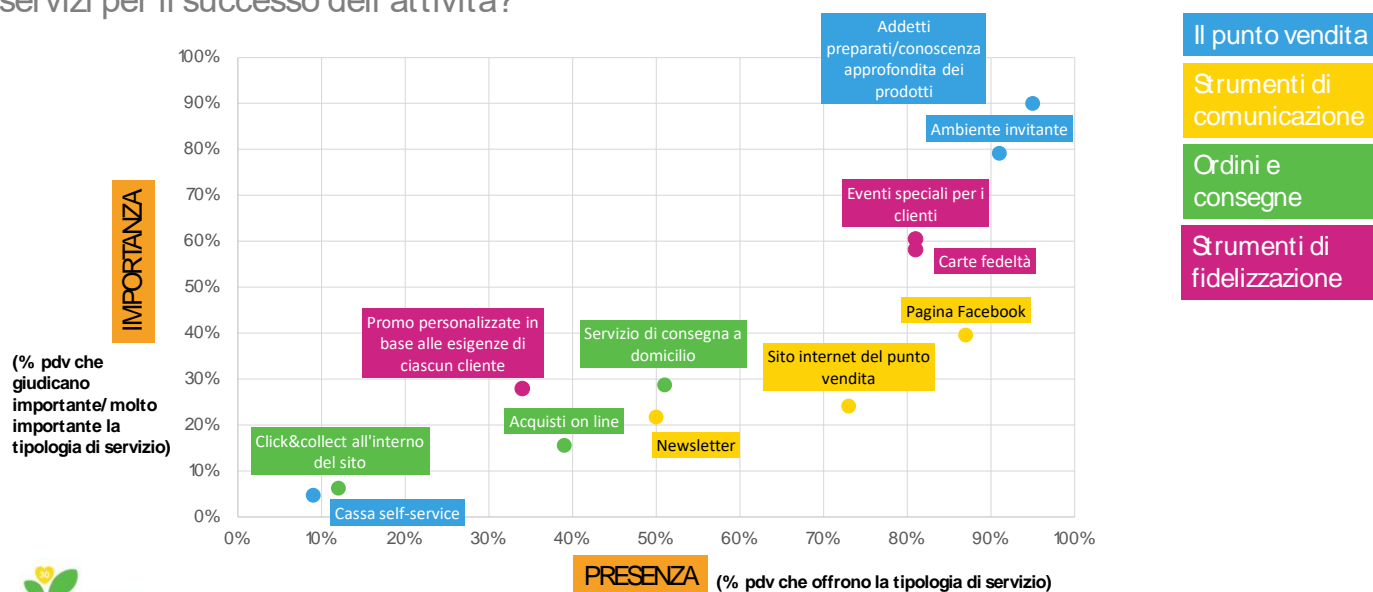 servizi per il successo dell'attività?
Addetti
preparati/conoscenza
approfondita dei
prodotti
Ambiente invitante
Eventi speciali per i
clienti
Carte fedeltà
Pagina Facebook
Promo personalizzate in
base alle esigenze di
ciascun cliente
Servizio di consegna a
domicilio
Sito internet del punto
vendita
Acquisti on line
Newsletter
Click&collect all'interno
del sito
Cassa self-service
100%
90%
80%
70%
60%
50%
40%
30%
20%
10%
0%
0%
10%
20%
30%
40%
50%
60%
70%
80%
90%
100%
IMPORTANZA
(% pdv che
giudicano
importante/ molto
importante la
tipologia di servizio)
PRESENZA
(% pdv che offrono la tipologia di servizio)
Il punto vendita
Strumenti di
comunicazione
Ordini e
consegne
Strumenti di
fidelizzazione
30